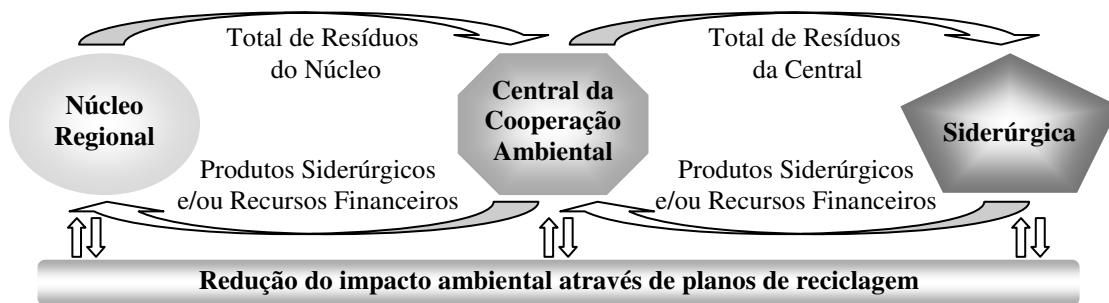 Total de Resíduos
do Núcleo
Total de Resíduos
da Central
Núcleo
Regional
Central da
Cooperação
Ambiental
Siderúrgica
Produtos Siderúrgicos
e/ou Recursos Financeiros
Produtos Siderúrgicos
e/ou Recursos Financeiros
Redução do impacto ambiental através de planos de reciclagem